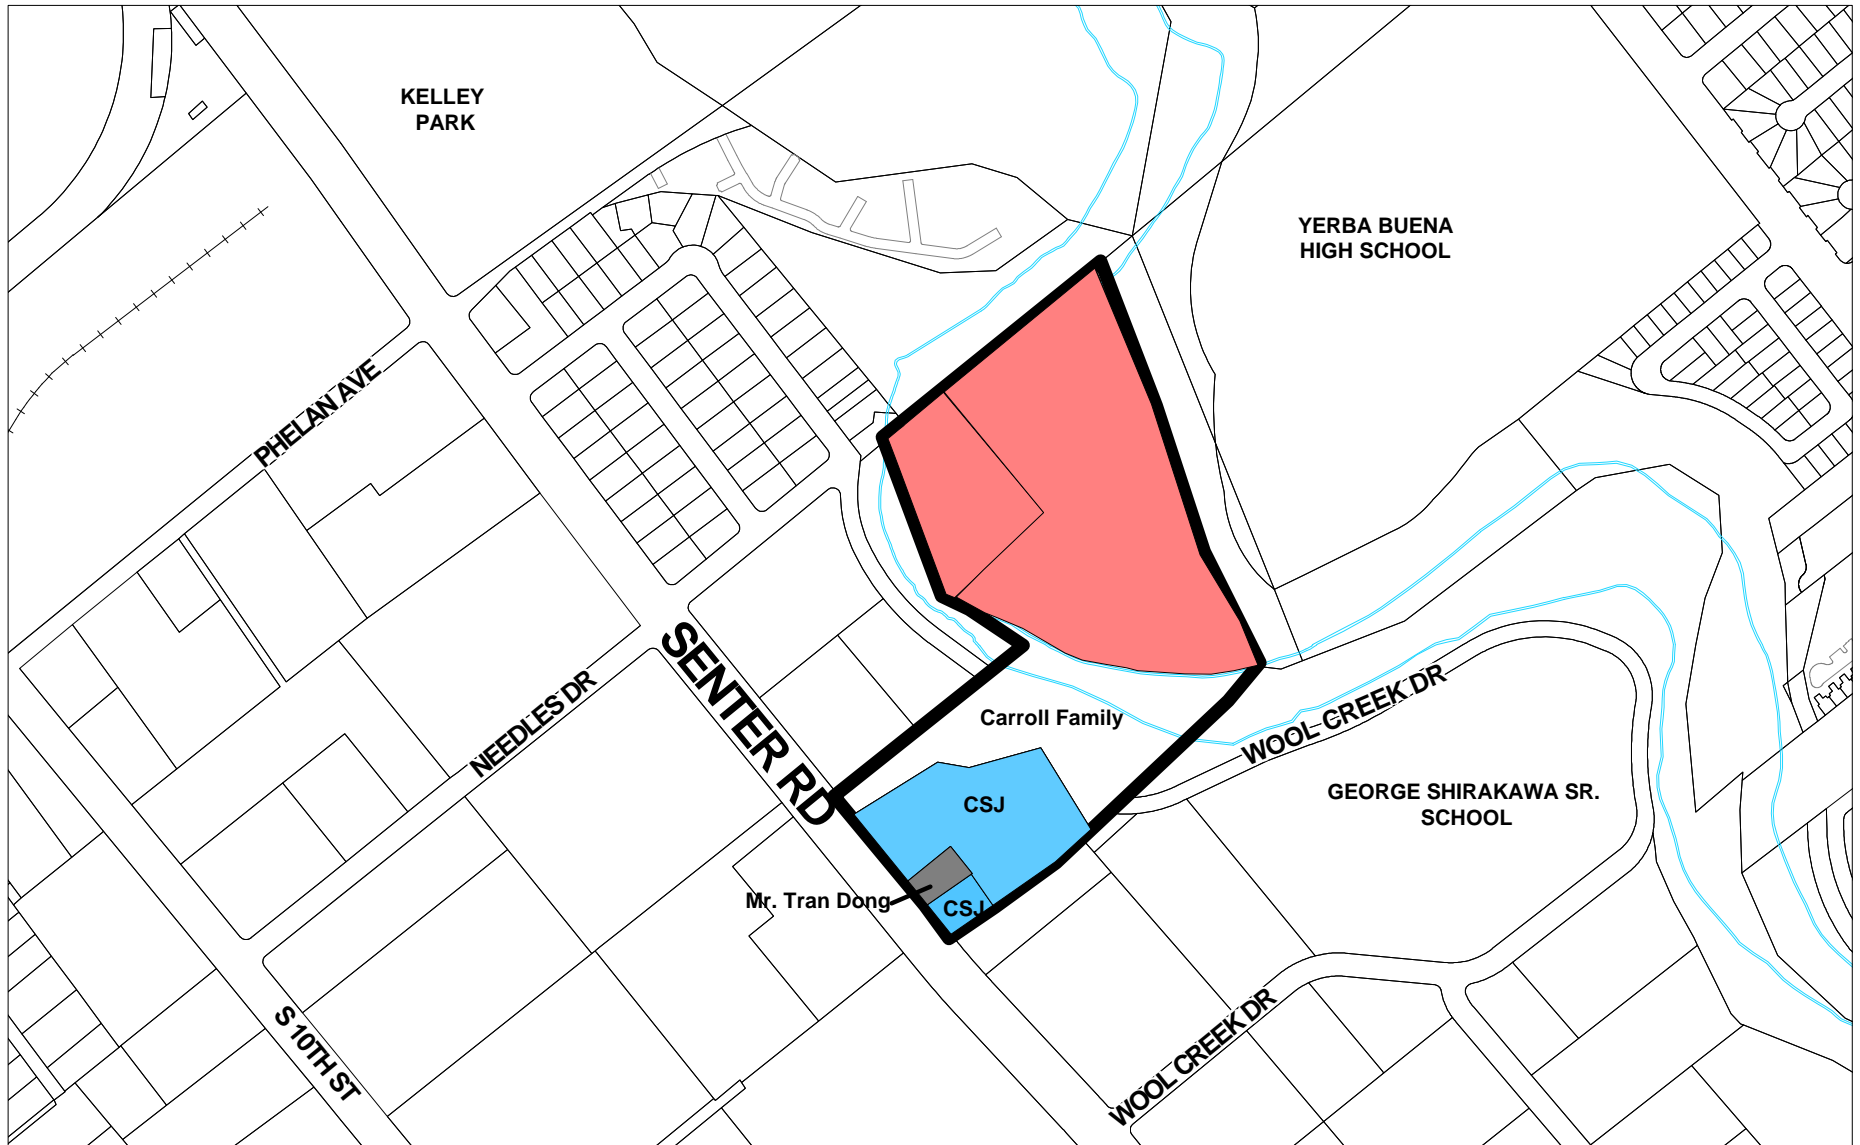 KELLEY
PARK
YERBA BUENA
HIGH SCHOOL
PHELAN AVE
SENTER RD
NEEDLES DR
Carroll Family
WOOL CREEK DR
CSJ
GEORGE SHIRAKAWA SR.
SCHOOL
Mr. Tran Dong
CSJ
S 10TH ST
WOOL CREEK DR